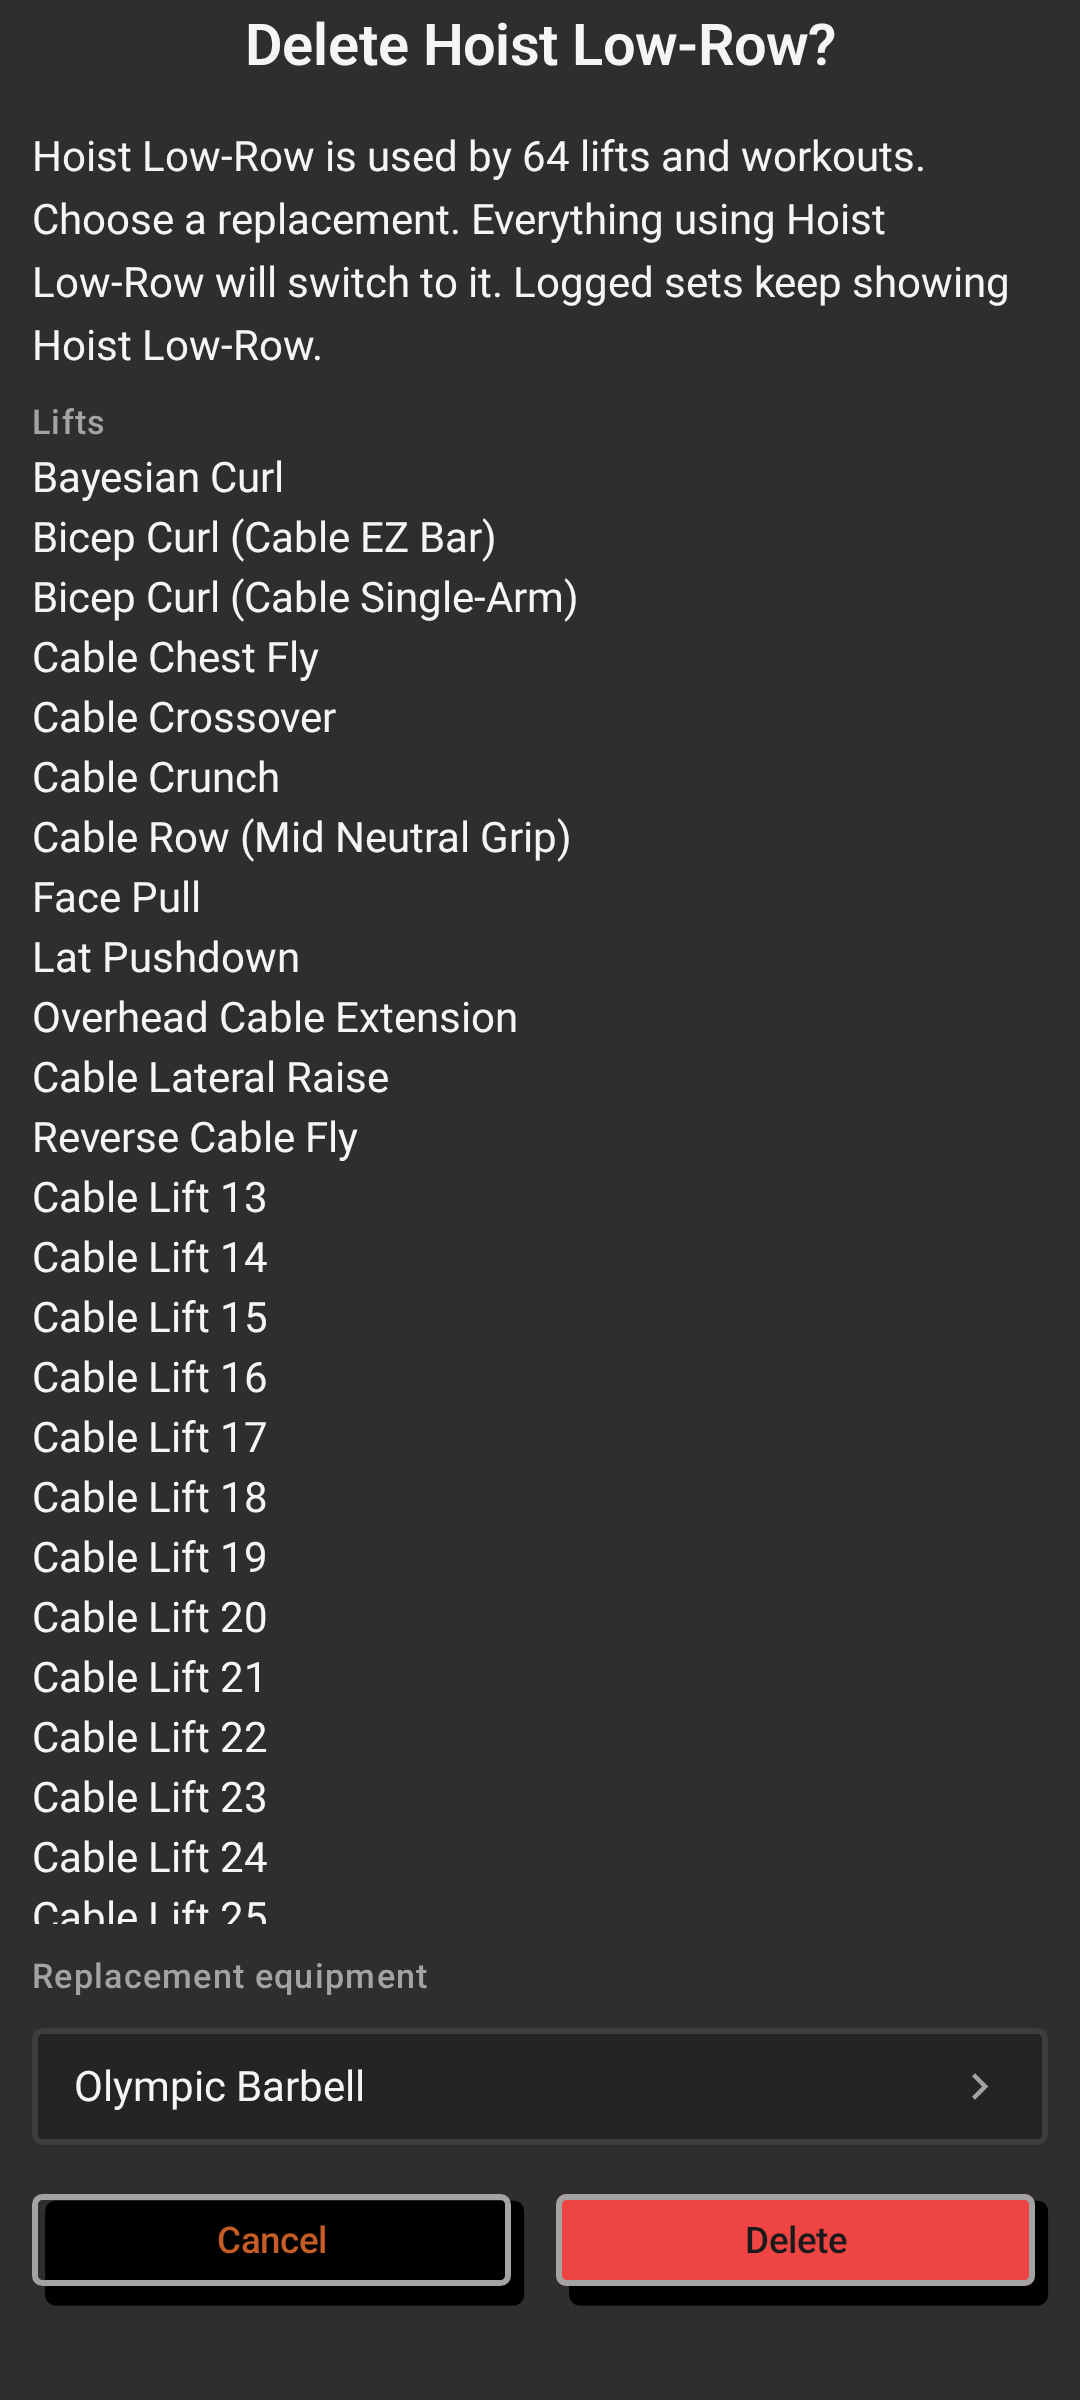 Delete Hoist Low-Row?
Hoist Low-Row is used by 64 lifts and workouts.
Choose a replacement. Everything using Hoist
Low-Row will switch to it. Logged sets keep showing
Hoist Low-Row.
Lifts
Bayesian Curl
Bicep Curl (Cable EZ Bar)
Bicep Curl (Cable Single-Arm)
Cable Chest Fly
Cable Crossover
Cable Crunch
Cable Row (Mid Neutral Grip)
Face Pull
Lat Pushdown
Overhead Cable Extension
Cable Lateral Raise
Reverse Cable Fly
Cable Lift 13
Cable Lift 14
Cable Lift 15
Cable Lift 16
Cable Lift 17
Cable Lift 18
Cable Lift 19
Cable Lift 20
Cable Lift 21
Cable Lift 22
Cable Lift 23
Cable Lift 24
Cable Lift 25
Replacement equipment
Olympic Barbell
Cancel
Delete